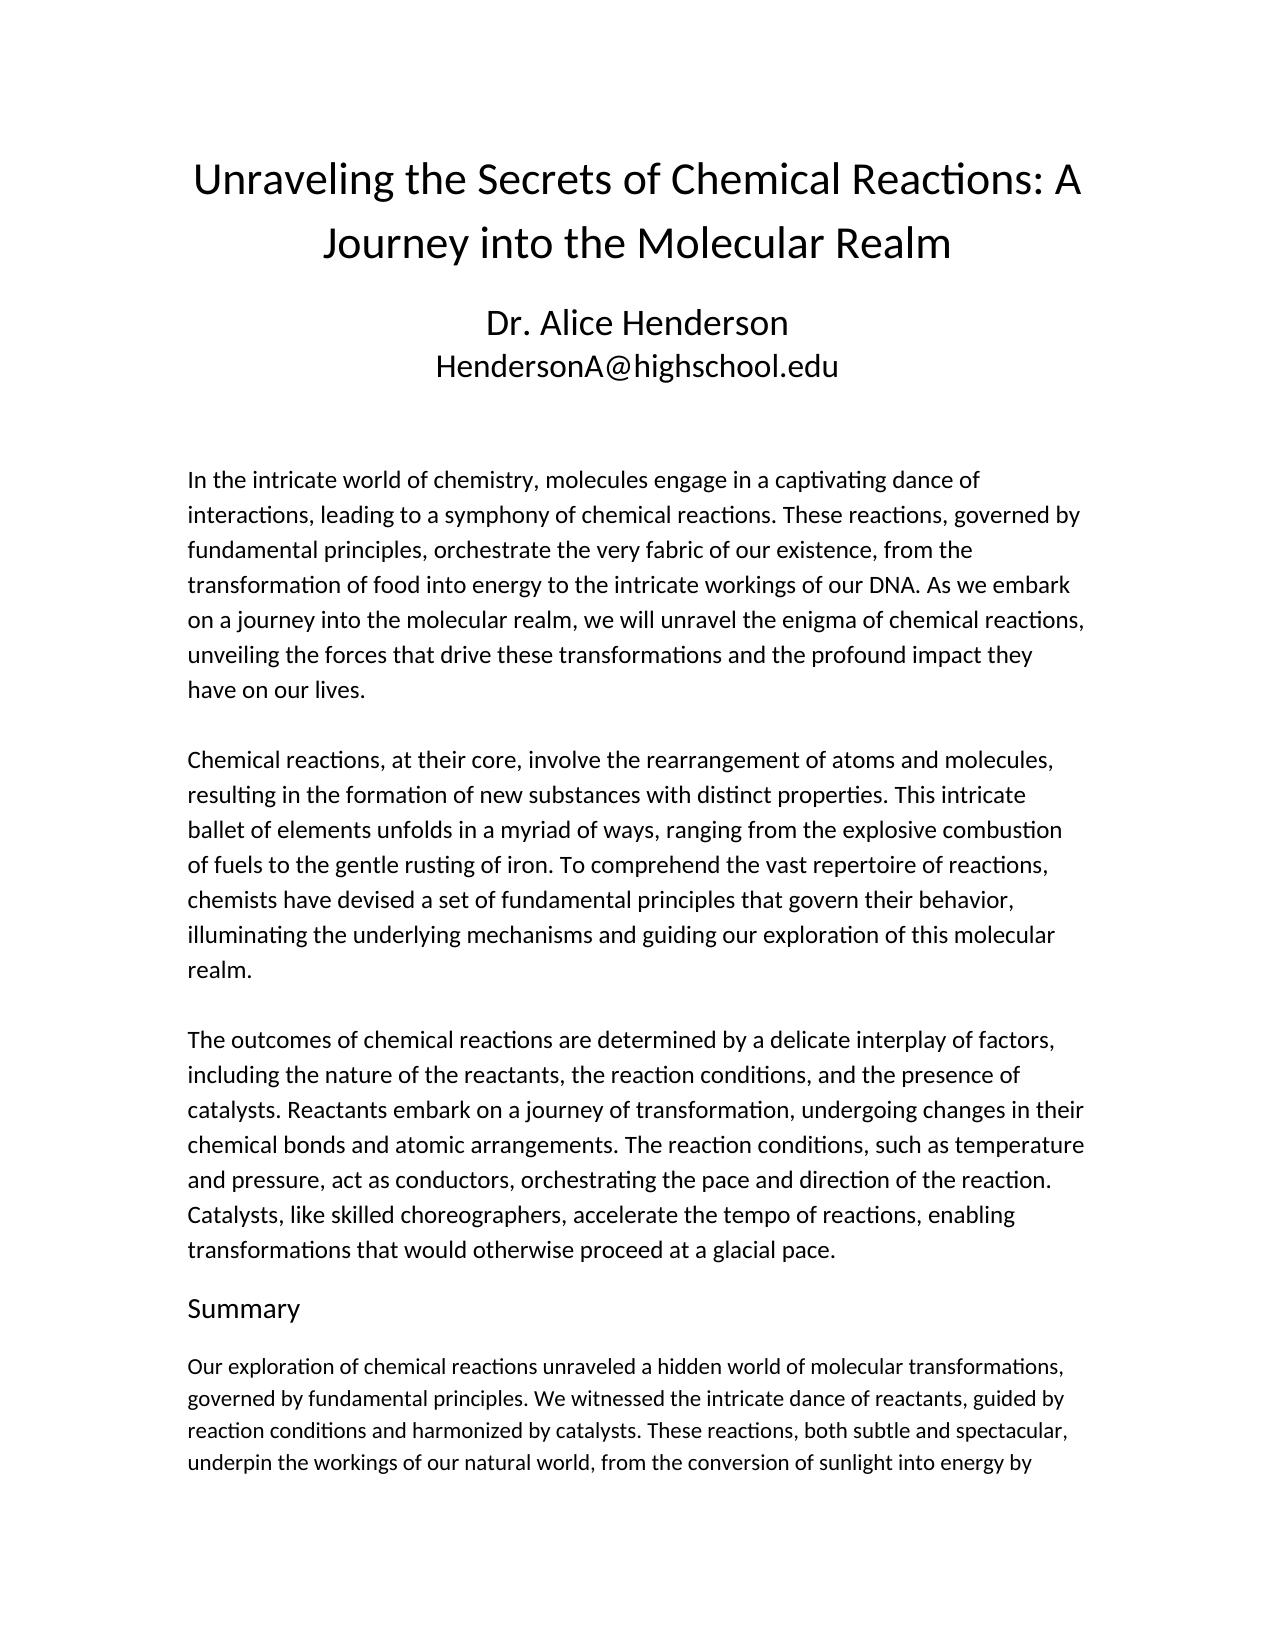 Unraveling the Secrets of Chemical Reactions: A
Journey into the Molecular Realm
Dr. Alice Henderson
HendersonA@highschool.edu
In the intricate world of chemistry, molecules engage in a captivating dance of
interactions, leading to a symphony of chemical reactions. These reactions, governed by
fundamental principles, orchestrate the very fabric of our existence, from the
transformation of food into energy to the intricate workings of our DNA. As we embark
on a journey into the molecular realm, we will unravel the enigma of chemical reactions,
unveiling the forces that drive these transformations and the profound impact they
have on our lives.
Chemical reactions, at their core, involve the rearrangement of atoms and molecules,
resulting in the formation of new substances with distinct properties. This intricate
ballet of elements unfolds in a myriad of ways, ranging from the explosive combustion
of fuels to the gentle rusting of iron. To comprehend the vast repertoire of reactions,
chemists have devised a set of fundamental principles that govern their behavior,
illuminating the underlying mechanisms and guiding our exploration of this molecular
realm.
The outcomes of chemical reactions are determined by a delicate interplay of factors,
including the nature of the reactants, the reaction conditions, and the presence of
catalysts. Reactants embark on a journey of transformation, undergoing changes in their
chemical bonds and atomic arrangements. The reaction conditions, such as temperature
and pressure, act as conductors, orchestrating the pace and direction of the reaction.
Catalysts, like skilled choreographers, accelerate the tempo of reactions, enabling
transformations that would otherwise proceed at a glacial pace.
Summary
Our exploration of chemical reactions unraveled a hidden world of molecular transformations,
governed by fundamental principles. We witnessed the intricate dance of reactants, guided by
reaction conditions and harmonized by catalysts. These reactions, both subtle and spectacular,
underpin the workings of our natural world, from the conversion of sunlight into energy by